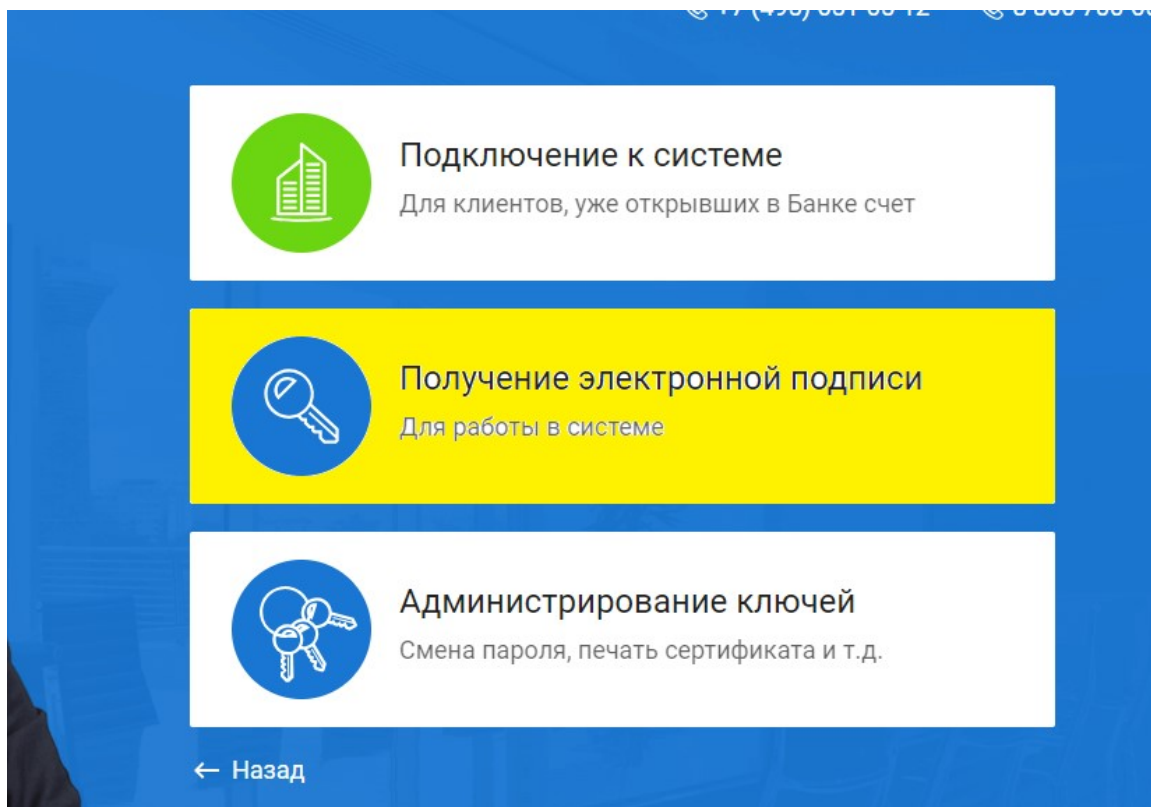 Подключение к системе
Для клиентов, уже открывших в Банке счет
Получение электронной подписи
Для работы в системе
Администрирование ключей
Смена пароля, печать сертификата и т.д.
← Назад